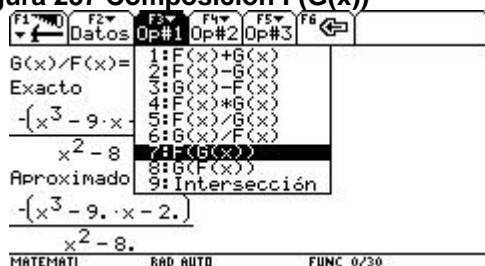 gura 267 Composición F(G(x))
F1 F2 Datos F3 Op#1 F4 Op#2 F5 Op#3 F6
G(x)/F(x)=
Exacto
-(x³-9·x-
x²-8
Aproximado
-(x³-9.·x-2.)
x²-8.
1:F(x)+G(x)
2:F(x)-G(x)
3:G(x)-F(x)
4:F(x)*G(x)
5:F(x)/G(x)
6:G(x)/F(x)
7:F(G(x))
8:G(F(x))
9:Intersección
MATEMATI RAD AUTO FUNC 0/30